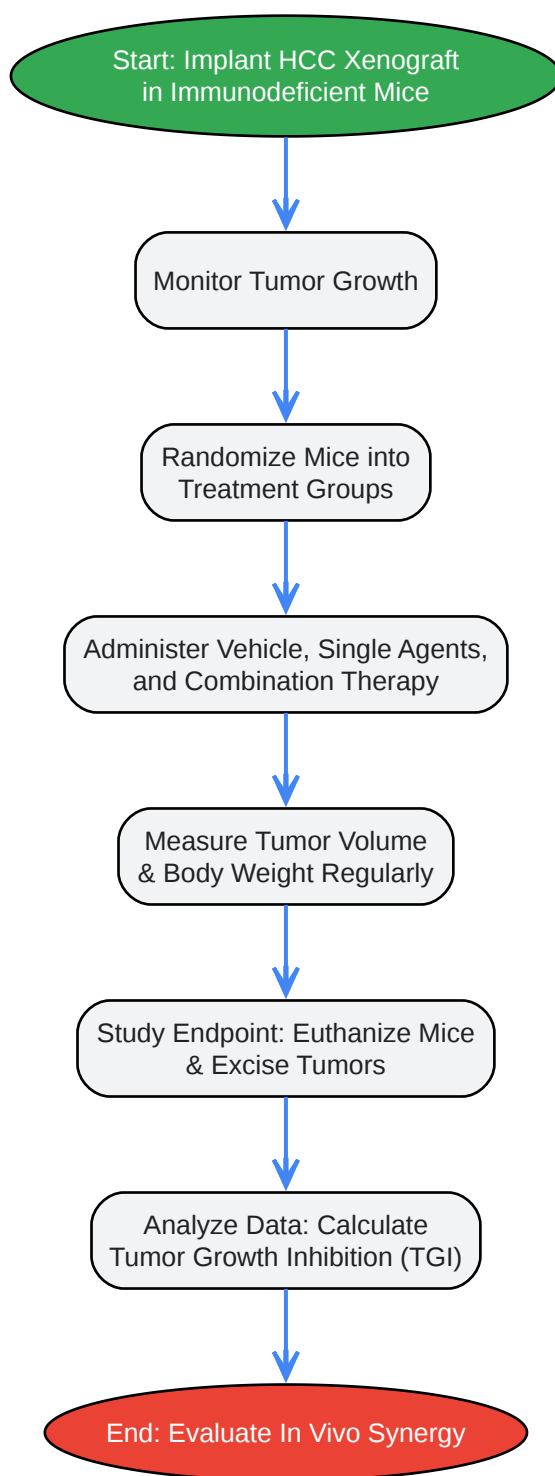 Start: Implant HCC Xenograft
in Immunodeficient Mice
Monitor Tumor Growth
Randomize Mice into
Treatment Groups
Administer Vehicle, Single Agents,
and Combination Therapy
Measure Tumor Volume
& Body Weight Regularly
Study Endpoint: Euthanize Mice
& Excise Tumors
Analyze Data: Calculate
Tumor Growth Inhibition (TGI)
End: Evaluate In Vivo Synergy